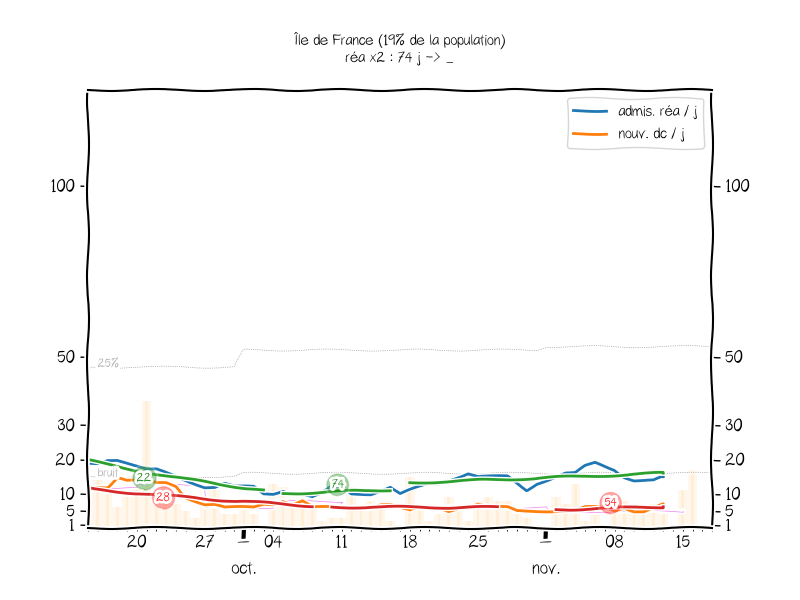 Île de France (19% de la population)
réa x2 : 74 j -> _
admis. réa / j
nouv. dc / j
100 100
50 50
25%
30 30
20 20
bruit
22
74
10 10
28
54
5 5
1 1
20 27 04 11 18 25 08 15
oct. nov.